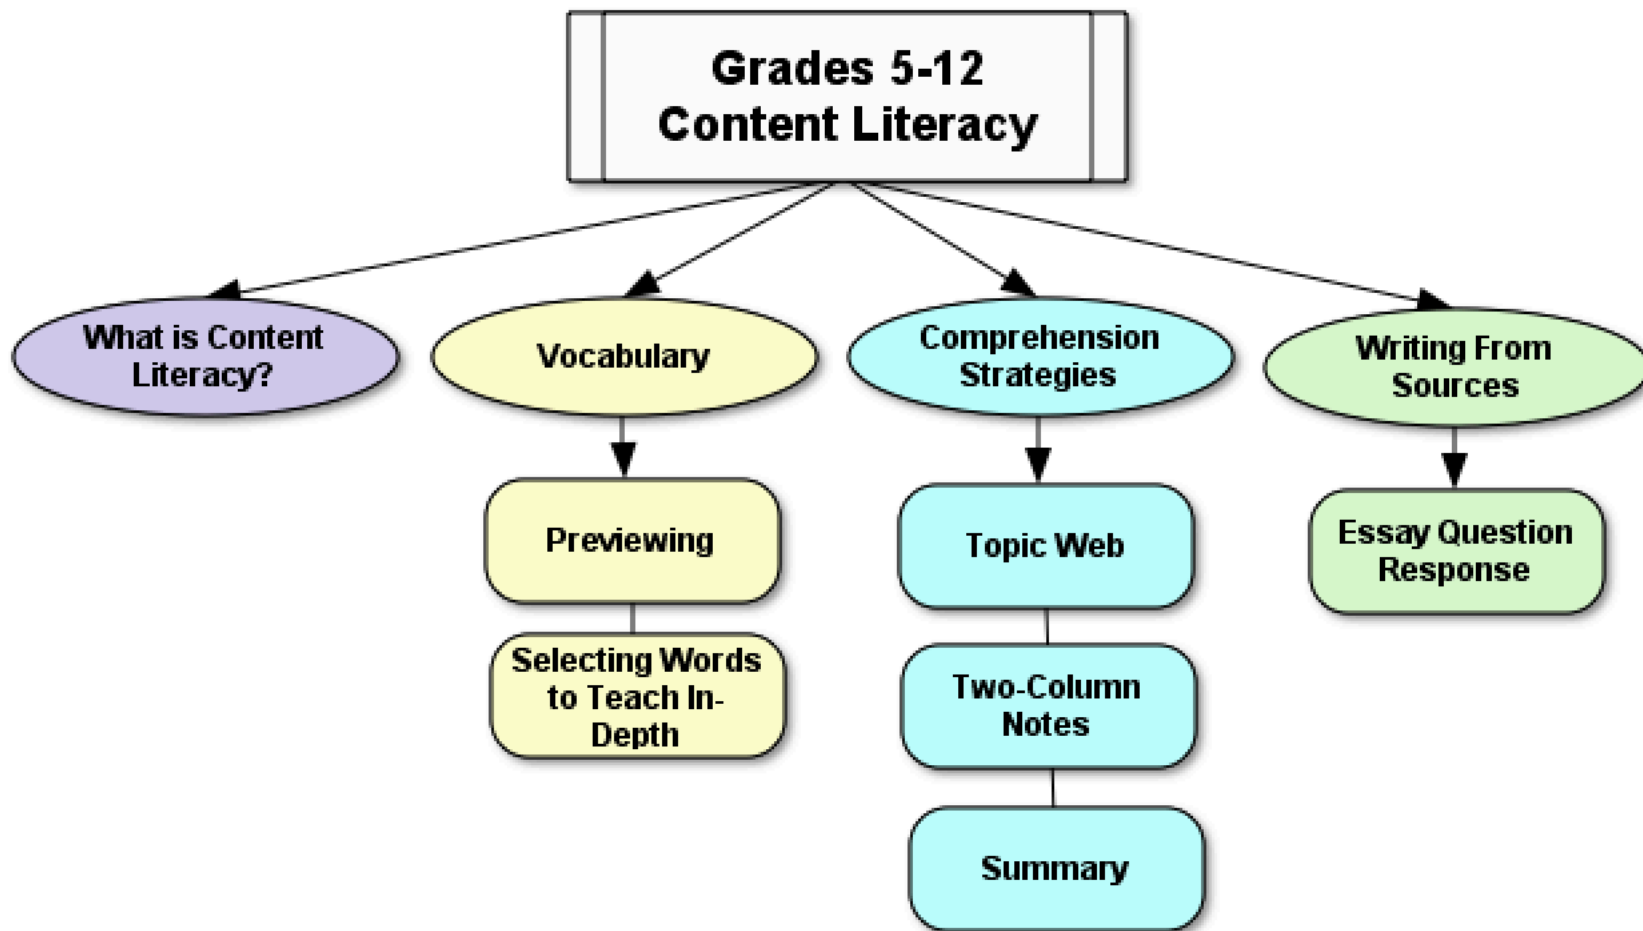 Grades 5-12
Content Literacy
What is Content
Literacy?
Vocabulary
Comprehension
Strategies
Writing From
Sources
Previewing
Selecting Words
to Teach In-
Depth
Topic Web
Two-Column
Notes
Summary
Essay Question
Response